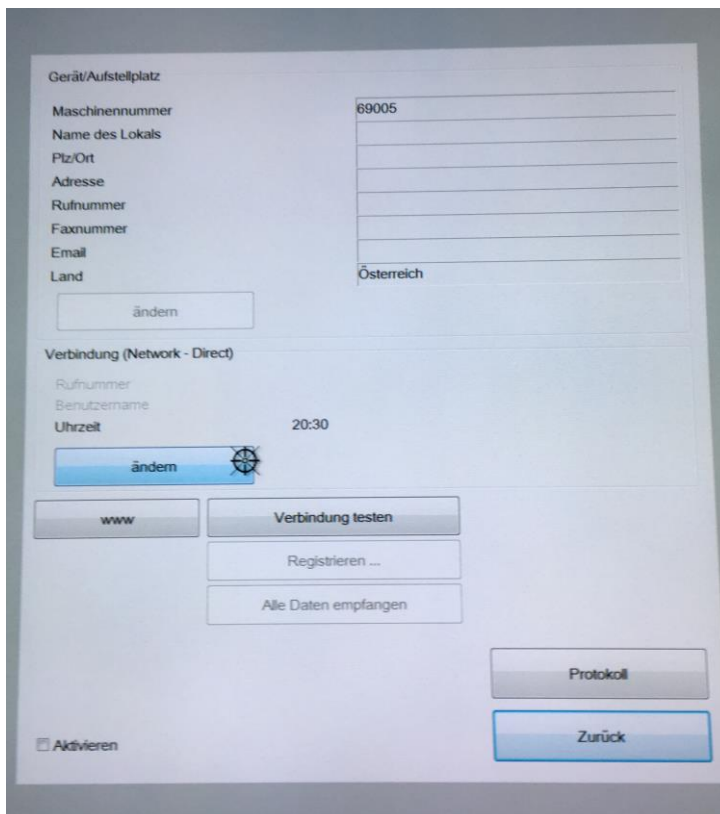 Gerät/Aufstellplatz
Maschinennummer 69005
Name des Lokals
Plz/Ort
Adresse
Rufnummer
Faxnummer
Email
Land Österreich
ändern
Verbindung (Network - Direct)
Rufnummer
Benutzername
Uhrzeit 20:30
ändern
www Verbindung testen
Registrieren ...
Alle Daten empfangen
Protokoll
Zurück
Aktivieren